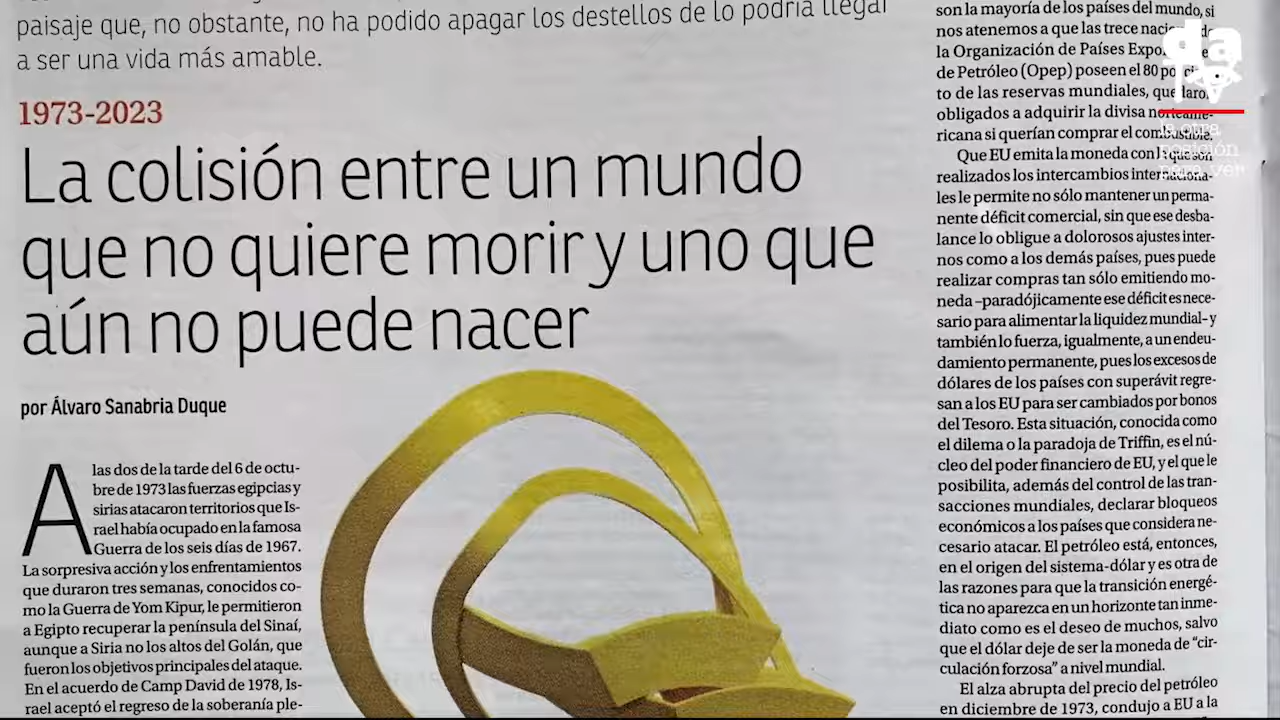 paisaje que, no obstante, no ha podido apagar los destellos de lo podría llegar
a ser una vida más amable.
1973-2023
La colisión entre un mundo
que no quiere morir y uno que
aún no puede nacer
por Álvaro Sanabria Duque
A las dos de la tarde del 6 de octu-
bre de 1973 las fuerzas egipcias y
sirias atacaron territorios que Is-
rael había ocupado en la famosa
Guerra de los seis días de 1967.
La sorpresiva acción y los enfrentamientos
que duraron tres semanas, conocidos co-
mo la Guerra de Yom Kipur, le permitieron
a Egipto recuperar la península del Sinaí,
aunque a Siria no los altos del Golán, que
fueron los objetivos principales del ataque.
En el acuerdo de Camp David de 1978, Is-
rael aceptó el regreso de la soberanía ple-
son la mayoría de los países del mundo, si
nos atenemos a que las trece
la Organización de Países
de Petróleo (Opep) poseen el 80
to de las reservas mundiales, quedaron
obligados a adquirir la divisa norteame-
ricana si querían comprar el combustible.
Que EU emita la moneda con la que son
realizados los intercambios internaciona-
les le permite no sólo mantener un perma-
nente déficit comercial, sin que ese desba-
lance lo obligue a dolorosos ajustes inter-
nos como a los demás países, pues puede
realizar compras tan sólo emitiendo mo-
neda –paradójicamente ese déficit es nece-
sario para alimentar la liquidez mundial– y
también lo fuerza, igualmente, a un endeu-
damiento permanente, pues los excesos de
dólares de los países con superávit regre-
san a los EU para ser cambiados por bonos
del Tesoro. Esta situación, conocida como
el dilema o la paradoja de Triffin, es el nú-
cleo del poder financiero de EU, y el que le
posibilita, además del control de las tran-
sacciones mundiales, declarar bloqueos
económicos a los países que considera ne-
cesario atacar. El petróleo está, entonces,
en el origen del sistema-dólar y es otra de
las razones para que la transición energé-
tica no aparezca en un horizonte tan inme-
diato como es el deseo de muchos, salvo
que el dólar deje de ser la moneda de “cir-
culación forzosa” a nivel mundial.
El alza abrupta del precio del petróleo
en diciembre de 1973, condujo a EU a la
la otra
posición
para ver